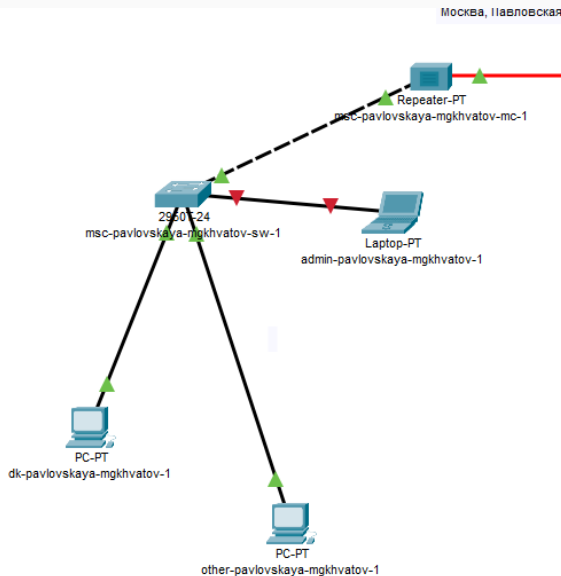 Москва, Павловская
Repeater-PT
msc-pavlovskaya-mgkhvatov-mc-1
2950T-24
msc-pavlovskaya-mgkhvatov-sw-1
Laptop-PT
admin-pavlovskaya-mgkhvatov-1
PC-PT
dk-pavlovskaya-mgkhvatov-1
PC-PT
other-pavlovskaya-mgkhvatov-1